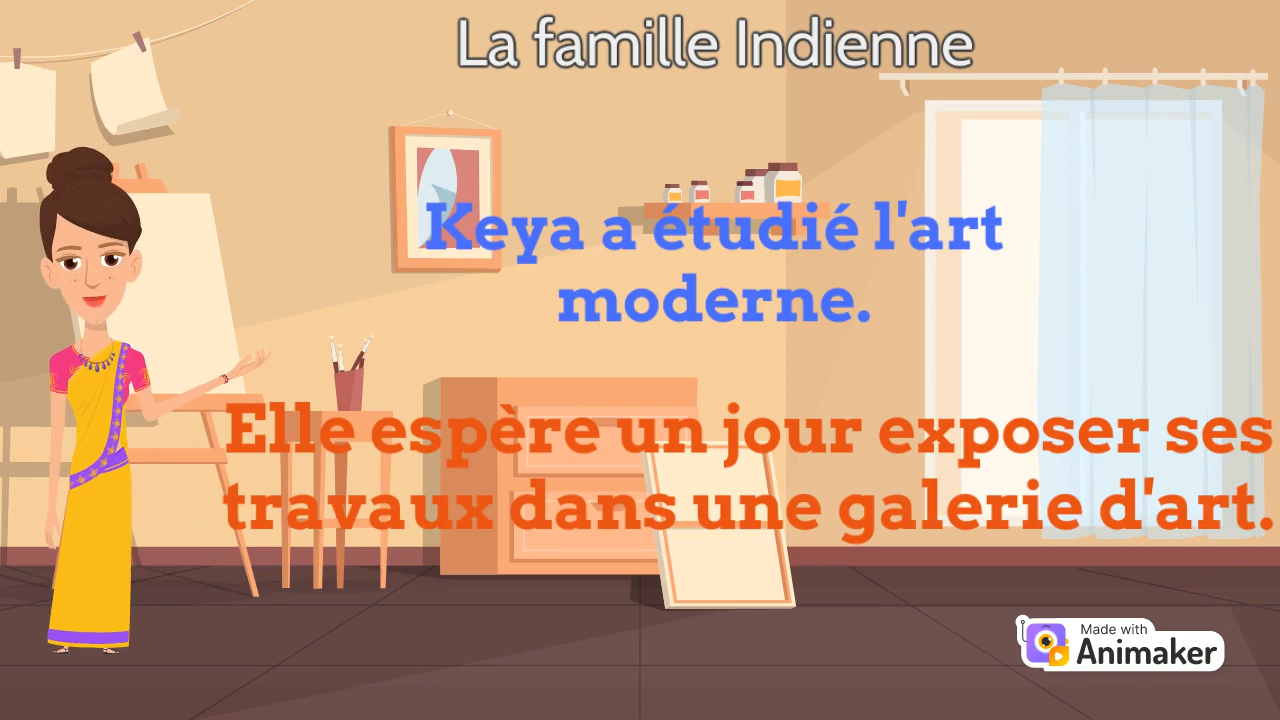 La famille Indienne
Keya a étudié l'art
moderne.
Elle espère un jour exposer ses
travaux dans une galerie d'art.
Made with
Animaker